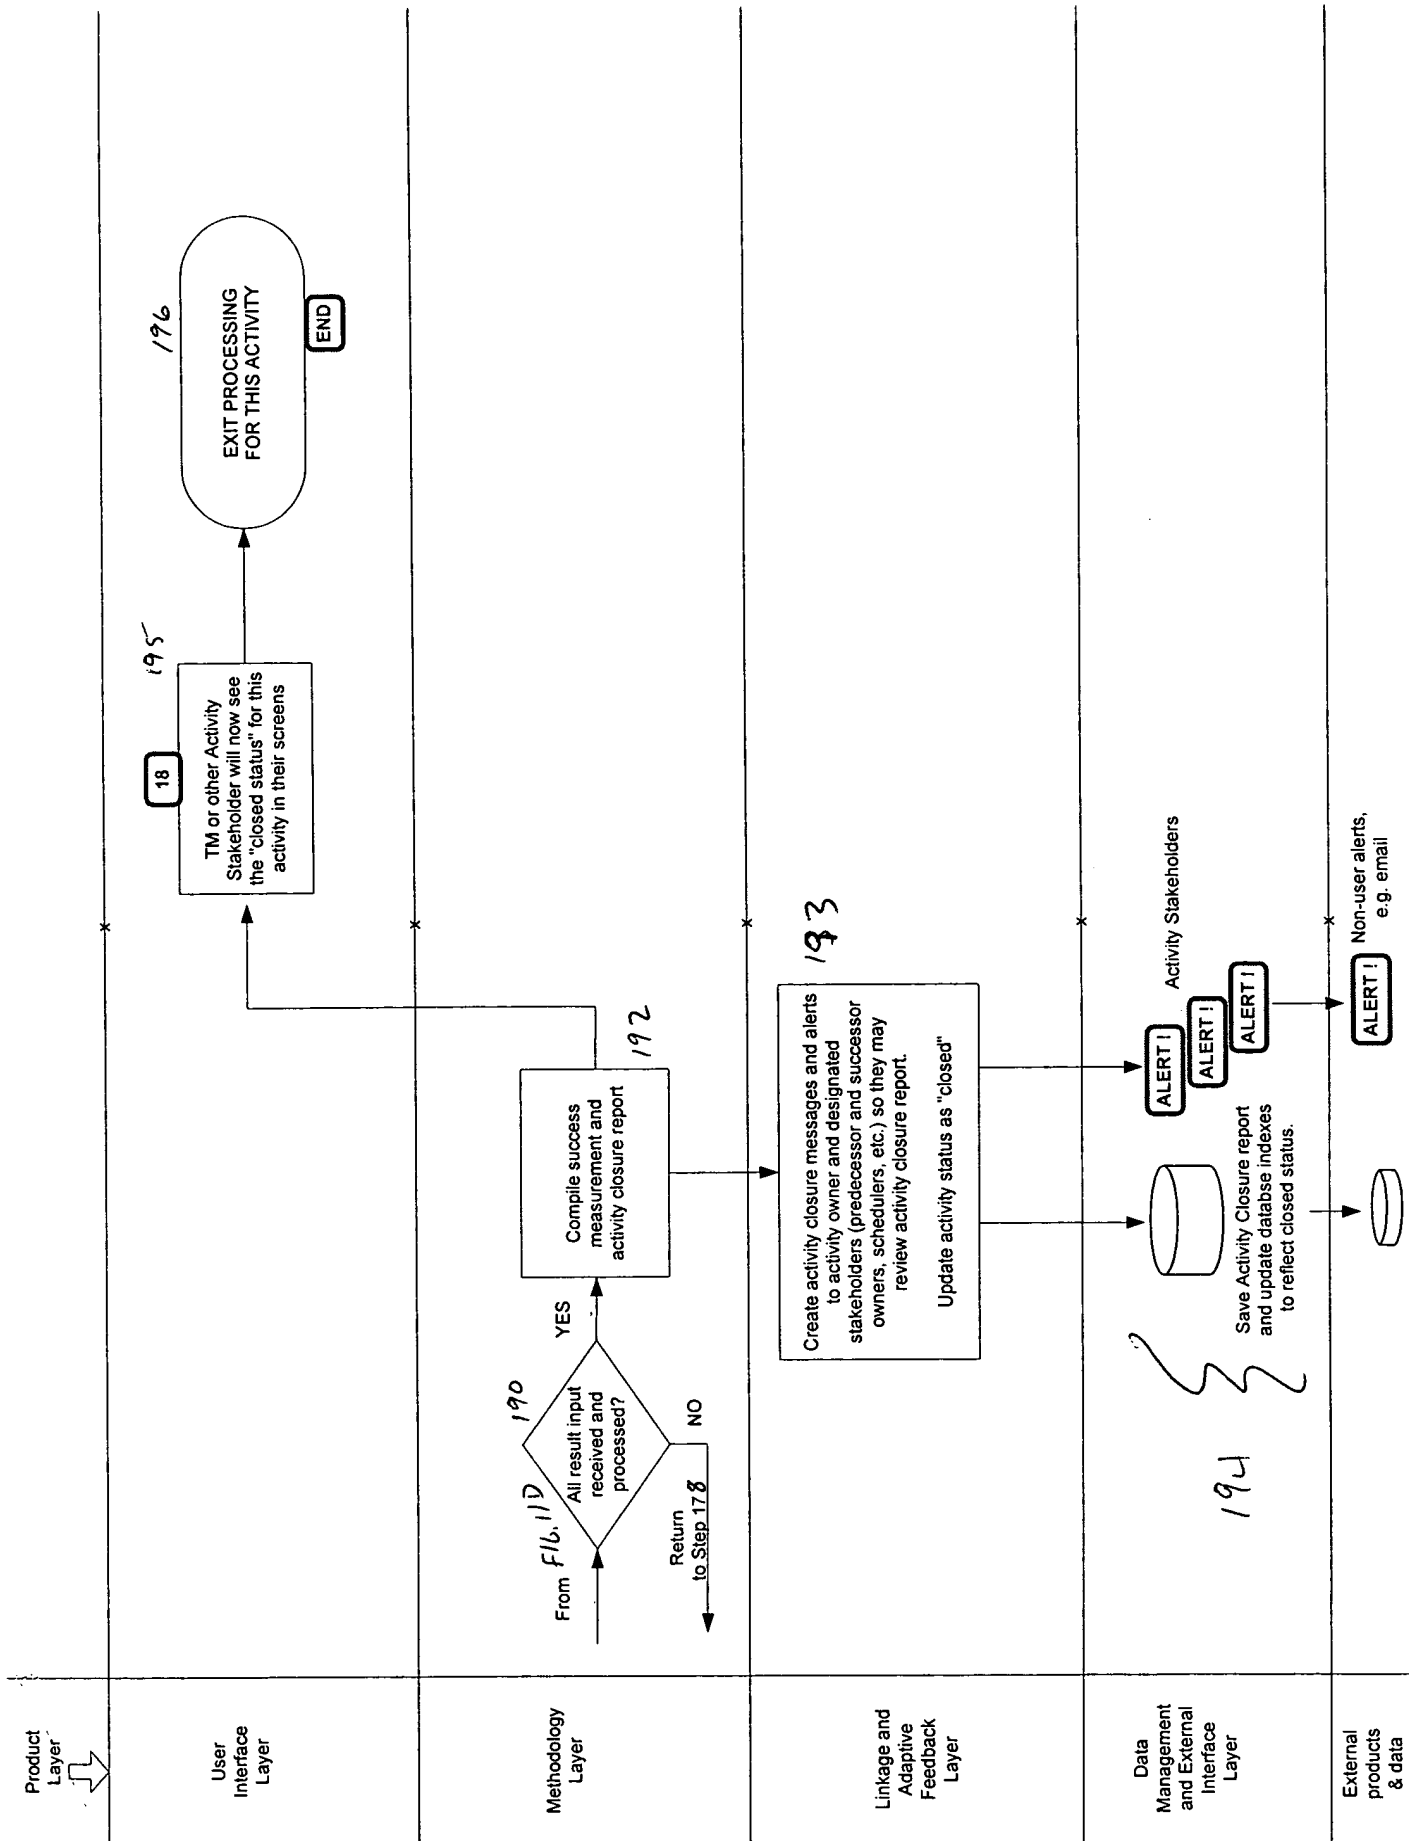 Product
Layer
User
Interface
Layer
18
195
TM or other Activity
Stakeholder will now see
the "closed status" for this
activity in their screens
196
EXIT PROCESSING
FOR THIS ACTIVITY
END
Methodology
Layer
From FIG. 11D
190
All result input
received and
processed?
YES
NO
Return
to Step 178
192
Compile success
measurement and
activity closure report
Linkage and
Adaptive
Feedback
Layer
193
Create activity closure messages and alerts
to activity owner and designated
stakeholders (predecessor and successor
owners, schedulers, etc.) so they may
review activity closure report.
Update activity status as "closed"
Data
Management
and External
Interface
Layer
194
Save Activity Closure report
and update databse indexes
to reflect closed status.
ALERT !
ALERT !
ALERT !
Activity Stakeholders
External
products
& data
ALERT !
Non-user alerts,
e.g. email